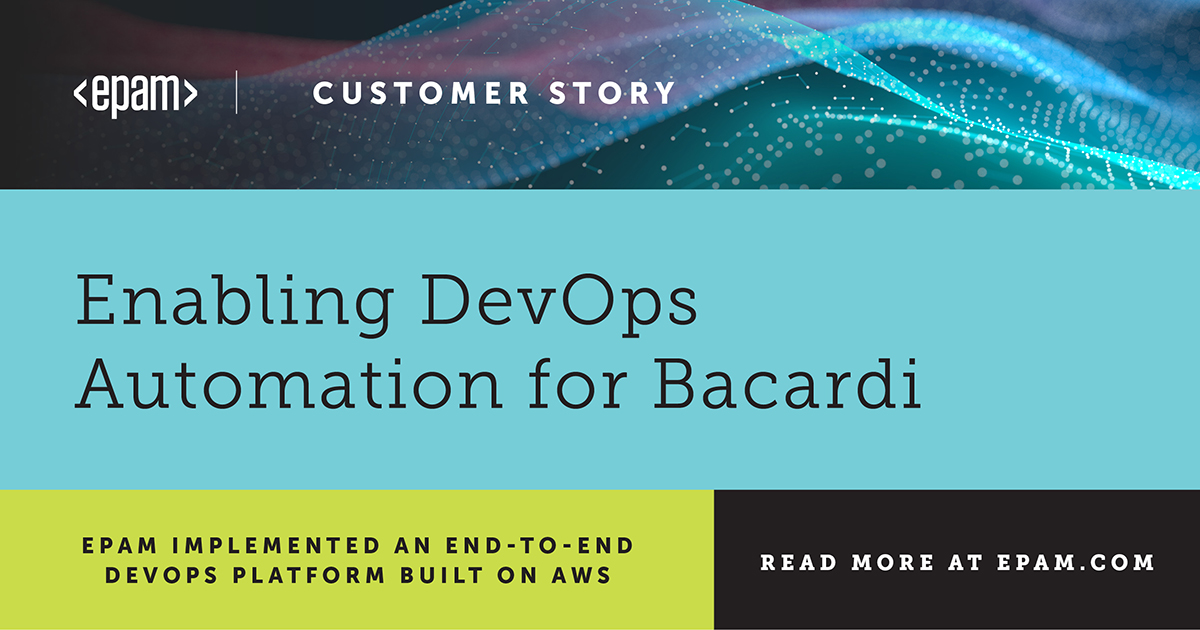 <epam>
CUSTOMER STORY
Enabling DevOps
Automation for Bacardi
EPAM IMPLEMENTED AN END-TO-END
DEVOPS PLATFORM BUILT ON AWS
READ MORE AT EPAM.COM